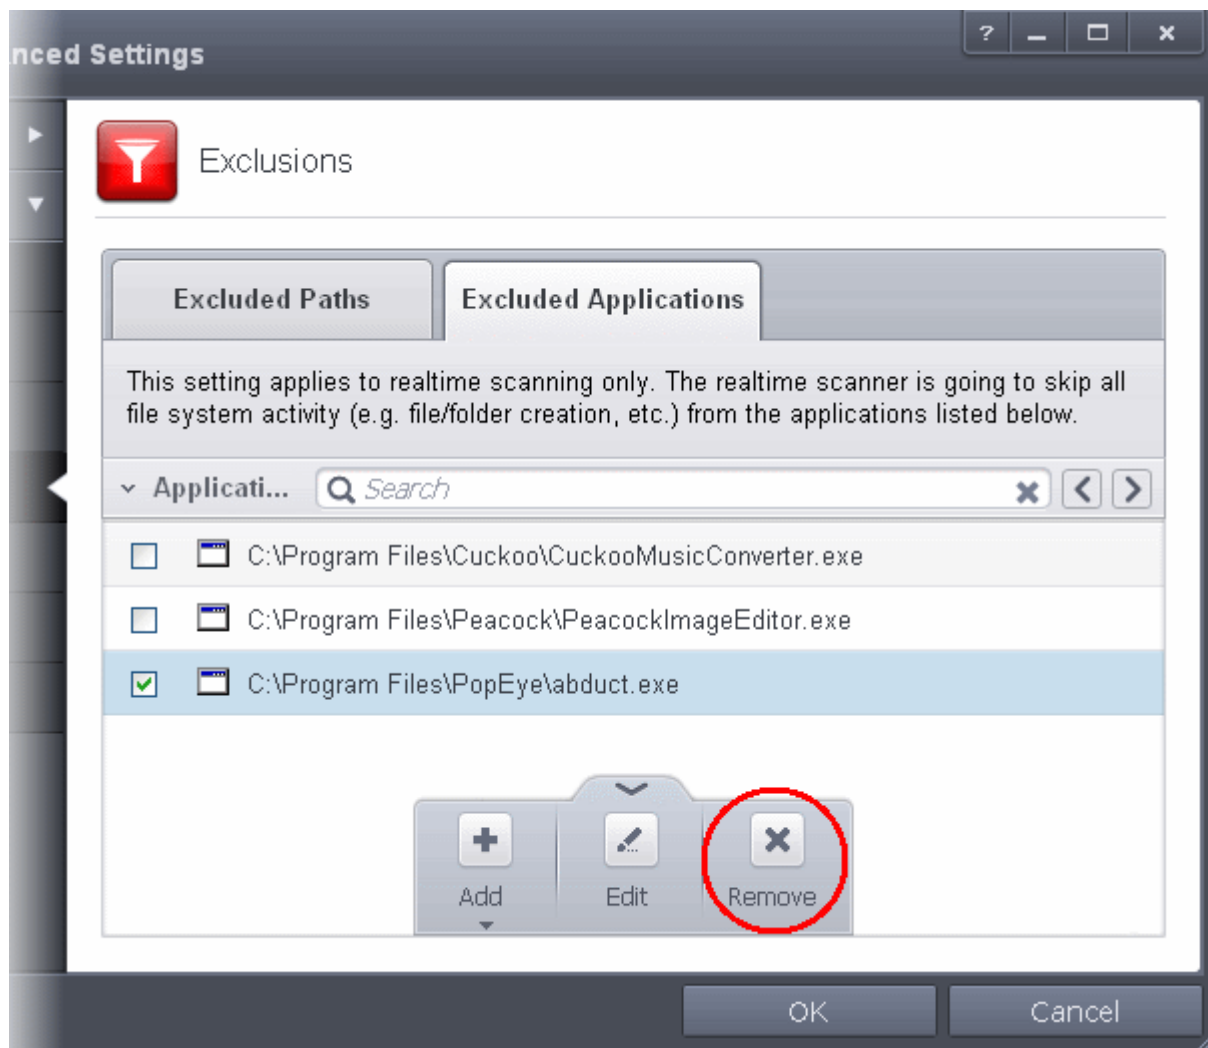 nced Settings
?
Exclusions
Excluded Paths
Excluded Applications
This setting applies to realtime scanning only. The realtime scanner is going to skip all
file system activity (e.g. file/folder creation, etc.) from the applications listed below.
Applicati...
Search
C:\Program Files\Cuckoo\CuckooMusicConverter.exe
C:\Program Files\Peacock\PeacockImageEditor.exe
C:\Program Files\PopEye\abduct.exe
Add
Edit
Remove
OK
Cancel